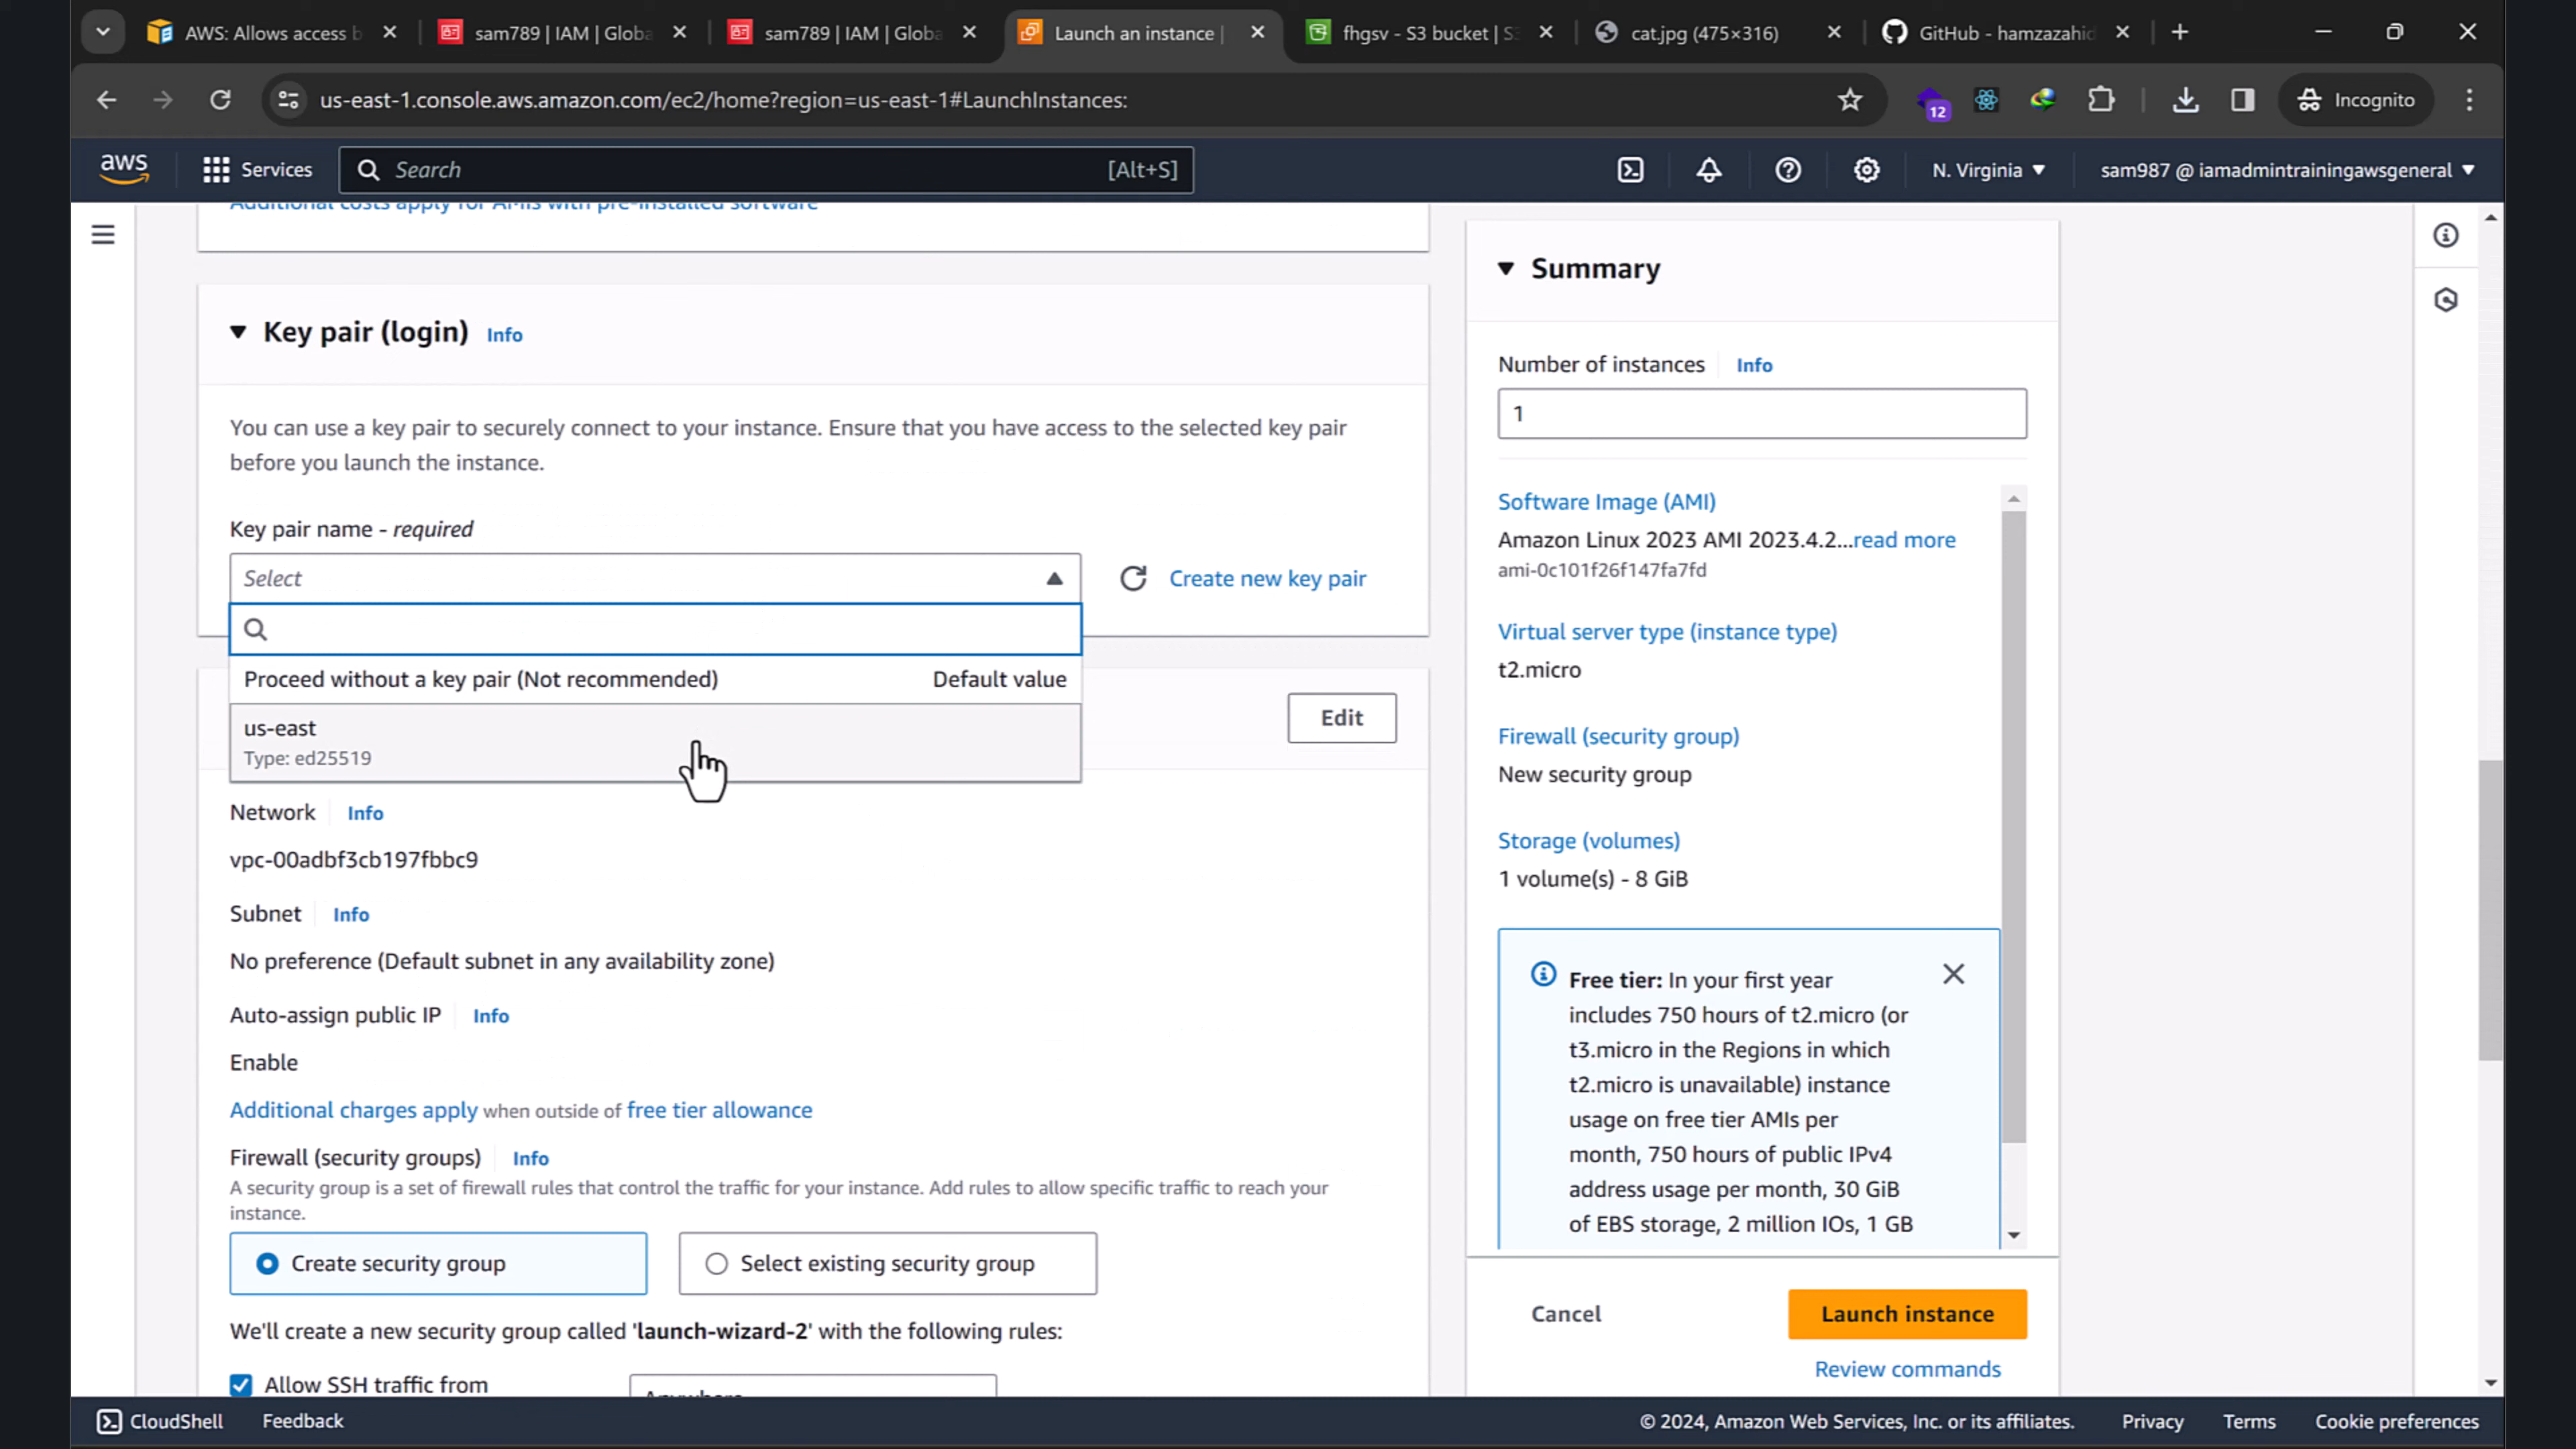 AWS: Allows access b
sam789 | IAM | Globa
sam789 | IAM | Globa
Launch an instance |
fhgsv - S3 bucket | S3
cat.jpg (475×316)
GitHub - hamzazahid
us-east-1.console.aws.amazon.com/ec2/home?region=us-east-1#LaunchInstances:
12
Incognito
aws
Services
Search
[Alt+S]
N. Virginia
sam987 @ iamadmintrainingawsgeneral
Additional costs apply for AMIs with pre-installed software
Key pair (login) Info
You can use a key pair to securely connect to your instance. Ensure that you have access to the selected key pair
before you launch the instance.
Key pair name - required
Select
Create new key pair
Proceed without a key pair (Not recommended) Default value
us-east
Type: ed25519
Edit
Network Info
vpc-00adbf3cb197fbbc9
Subnet Info
No preference (Default subnet in any availability zone)
Auto-assign public IP Info
Enable
Additional charges apply when outside of free tier allowance
Firewall (security groups) Info
A security group is a set of firewall rules that control the traffic for your instance. Add rules to allow specific traffic to reach your
instance.
Create security group
Select existing security group
We'll create a new security group called 'launch-wizard-2' with the following rules:
Allow SSH traffic from
Anywhere
Summary
Number of instances Info
1
Software Image (AMI)
Amazon Linux 2023 AMI 2023.4.2...read more
ami-0c101f26f147fa7fd
Virtual server type (instance type)
t2.micro
Firewall (security group)
New security group
Storage (volumes)
1 volume(s) - 8 GiB
Free tier: In your first year
includes 750 hours of t2.micro (or
t3.micro in the Regions in which
t2.micro is unavailable) instance
usage on free tier AMIs per
month, 750 hours of public IPv4
address usage per month, 30 GiB
of EBS storage, 2 million IOs, 1 GB
Cancel
Launch instance
Review commands
CloudShell
Feedback
© 2024, Amazon Web Services, Inc. or its affiliates.
Privacy
Terms
Cookie preferences